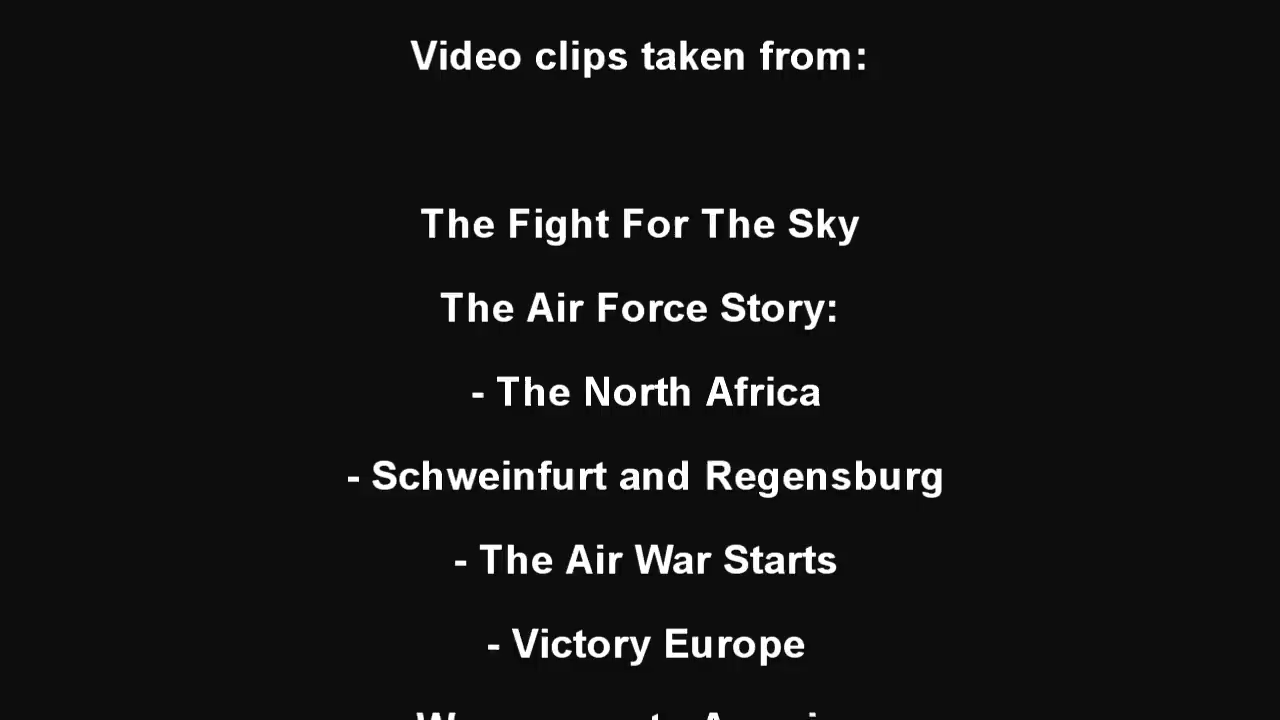 Video clips taken from:
The Fight For The Sky
The Air Force Story:
- The North Africa
- Schweinfurt and Regensburg
- The Air War Starts
- Victory Europe